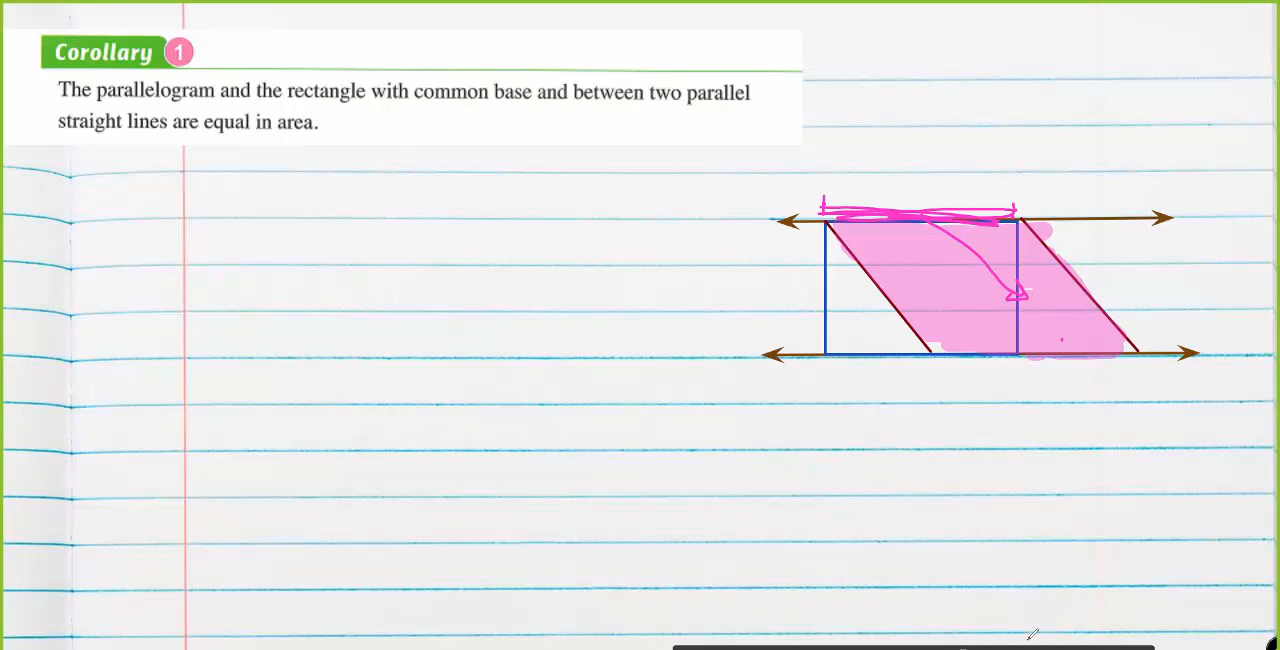 Corollary 1
The parallelogram and the rectangle with common base and between two parallel
straight lines are equal in area.